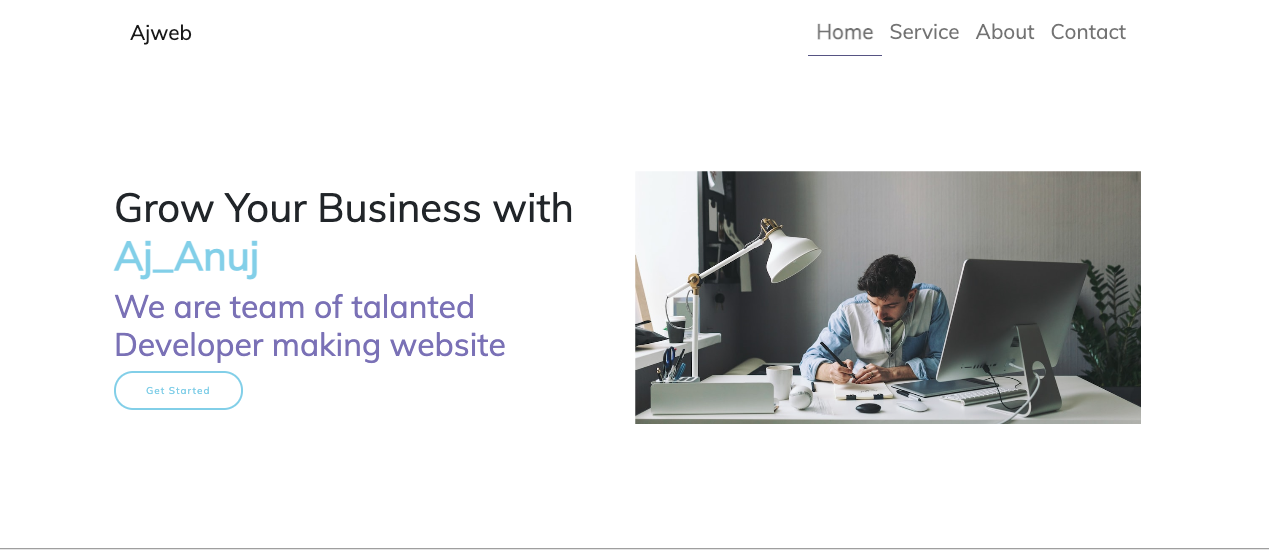 Ajweb
Home Service About Contact
Grow Your Business with
Aj_Anuj
We are team of talanted
Developer making website
Get Started